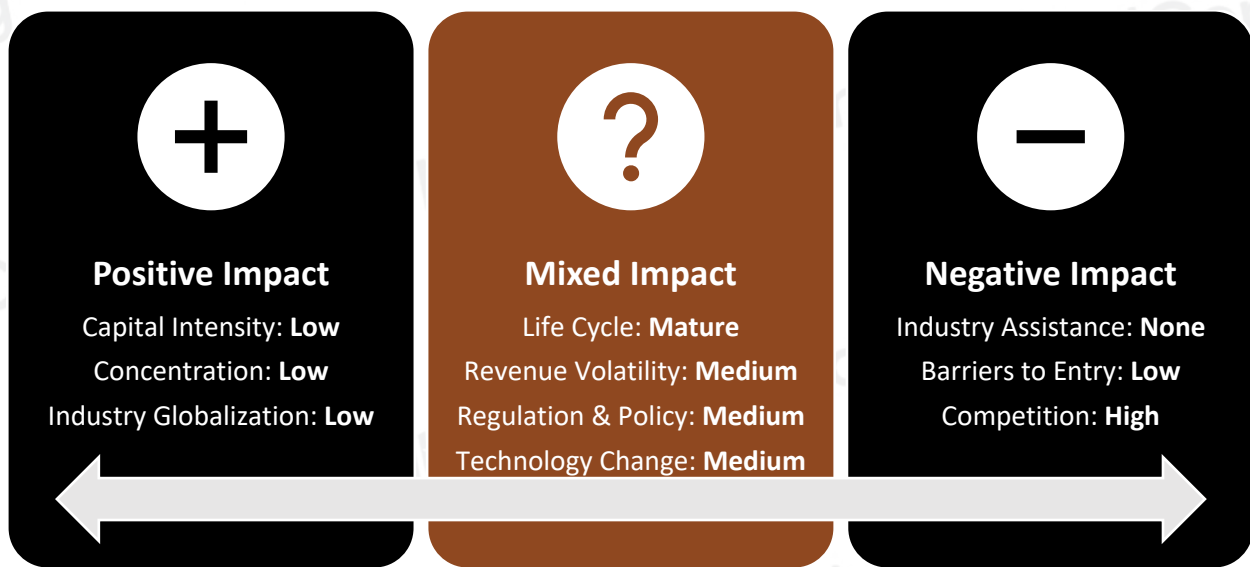 Positive Impact
Capital Intensity: Low
Concentration: Low
Industry Globalization: Low
Mixed Impact
Life Cycle: Mature
Revenue Volatility: Medium
Regulation & Policy: Medium
Technology Change: Medium
Negative Impact
Industry Assistance: None
Barriers to Entry: Low
Competition: High